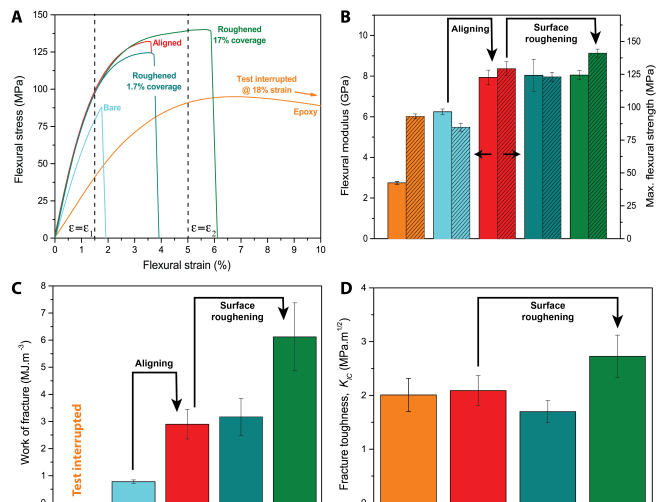 A
Flexural stress (MPa)
150
125
100
75
50
25
0
Aligned
Roughened
17% coverage
Roughened
1.7% coverage
Bare
Test interrupted
@ 18% strain
Epoxy
ε=ε1
ε=ε2
0 1 2 3 4 5 6 7 8 9 10
Flexural strain (%)
B
Flexural modulus (GPa)
10
8
6
4
2
0
Aligning
Surface
roughening
150
125
100
75
50
25
0
Max. flexural strength (MPa)
C
Work of fracture (MJ.m-3)
8
7
6
5
4
3
2
1
Test interrupted
Aligning
Surface
roughening
D
Fracture toughness, KIC (MPa.m1/2)
4
3
2
1
Surface
roughening